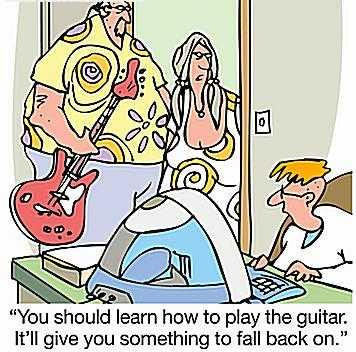 “You should learn how to play the guitar.
It’ll give you something to fall back on.”